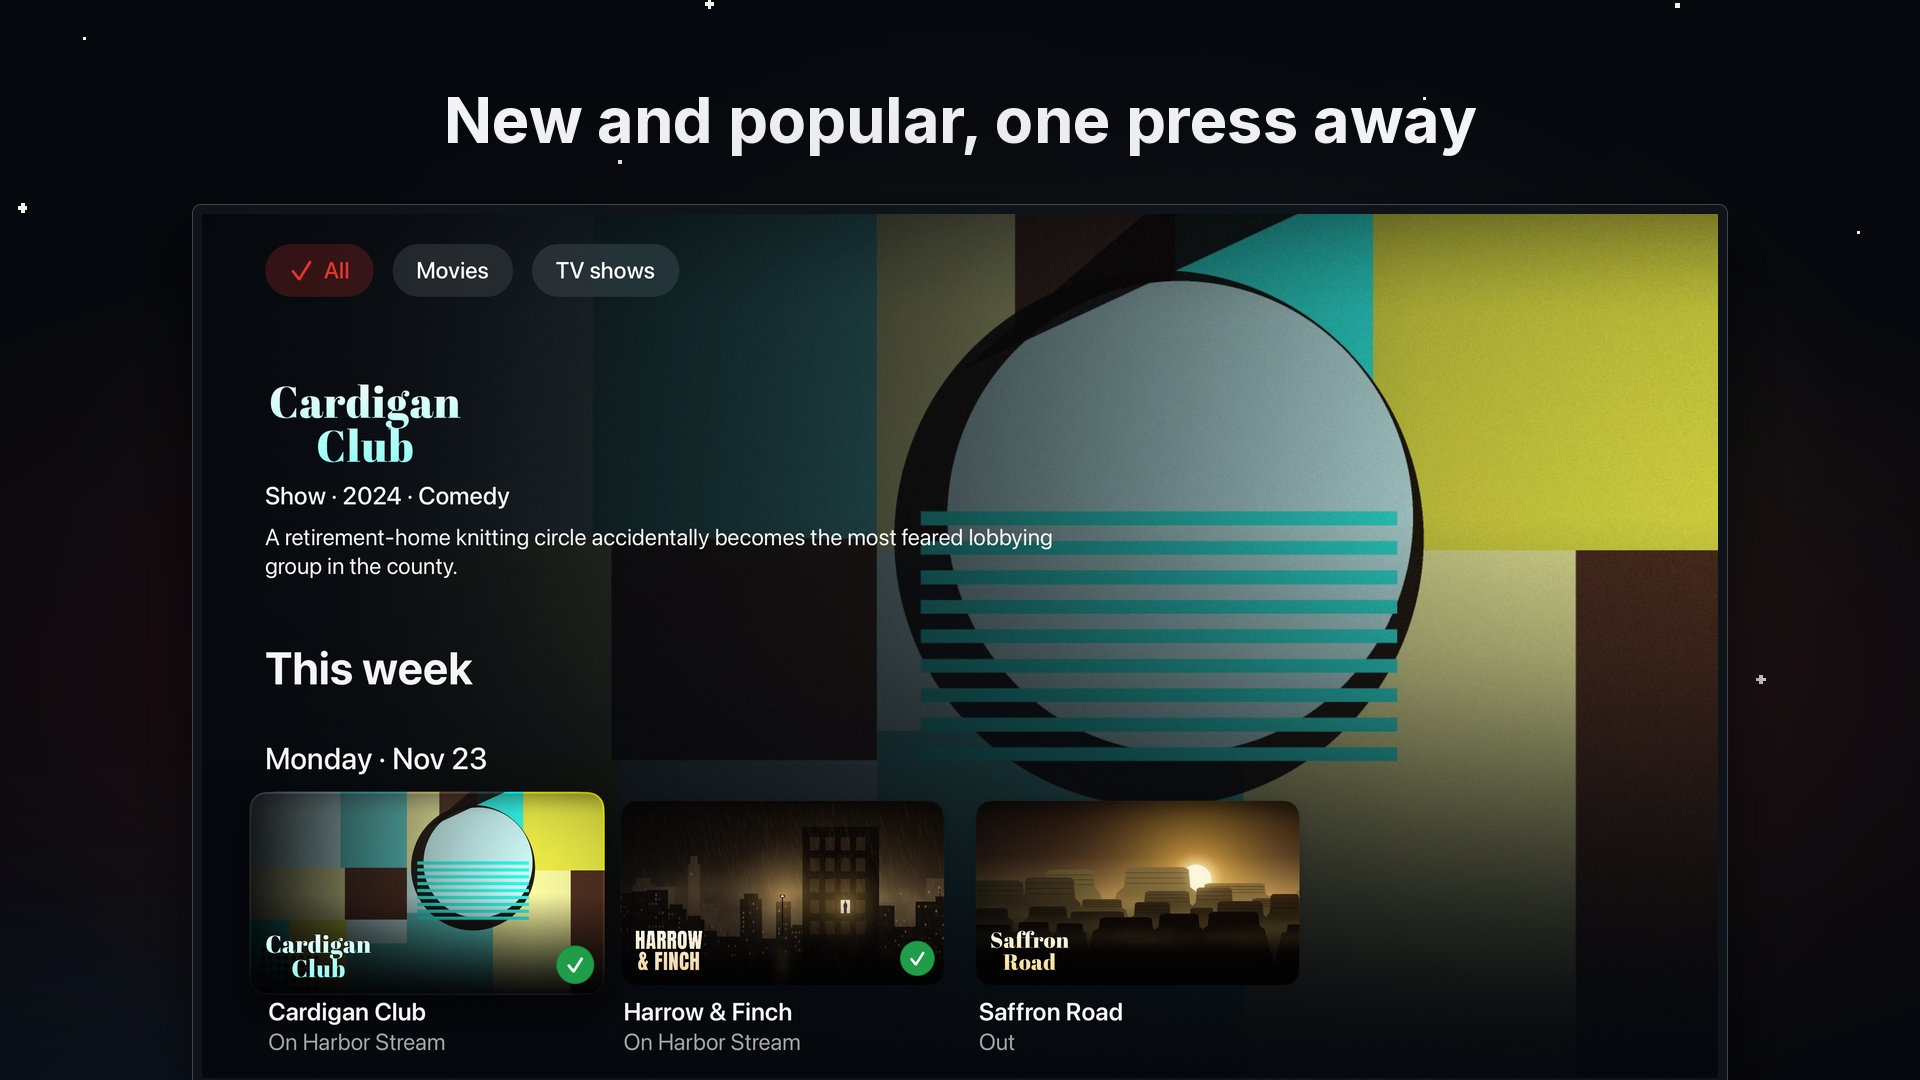 New and popular, one press away
All
Movies
TV shows
Cardigan
Club
Show · 2024 · Comedy
A retirement-home knitting circle accidentally becomes the most feared lobbying
group in the county.
This week
Monday · Nov 23
Cardigan
Club
HARROW
& FINCH
Saffron
Road
Cardigan Club
On Harbor Stream
Harrow & Finch
On Harbor Stream
Saffron Road
Out